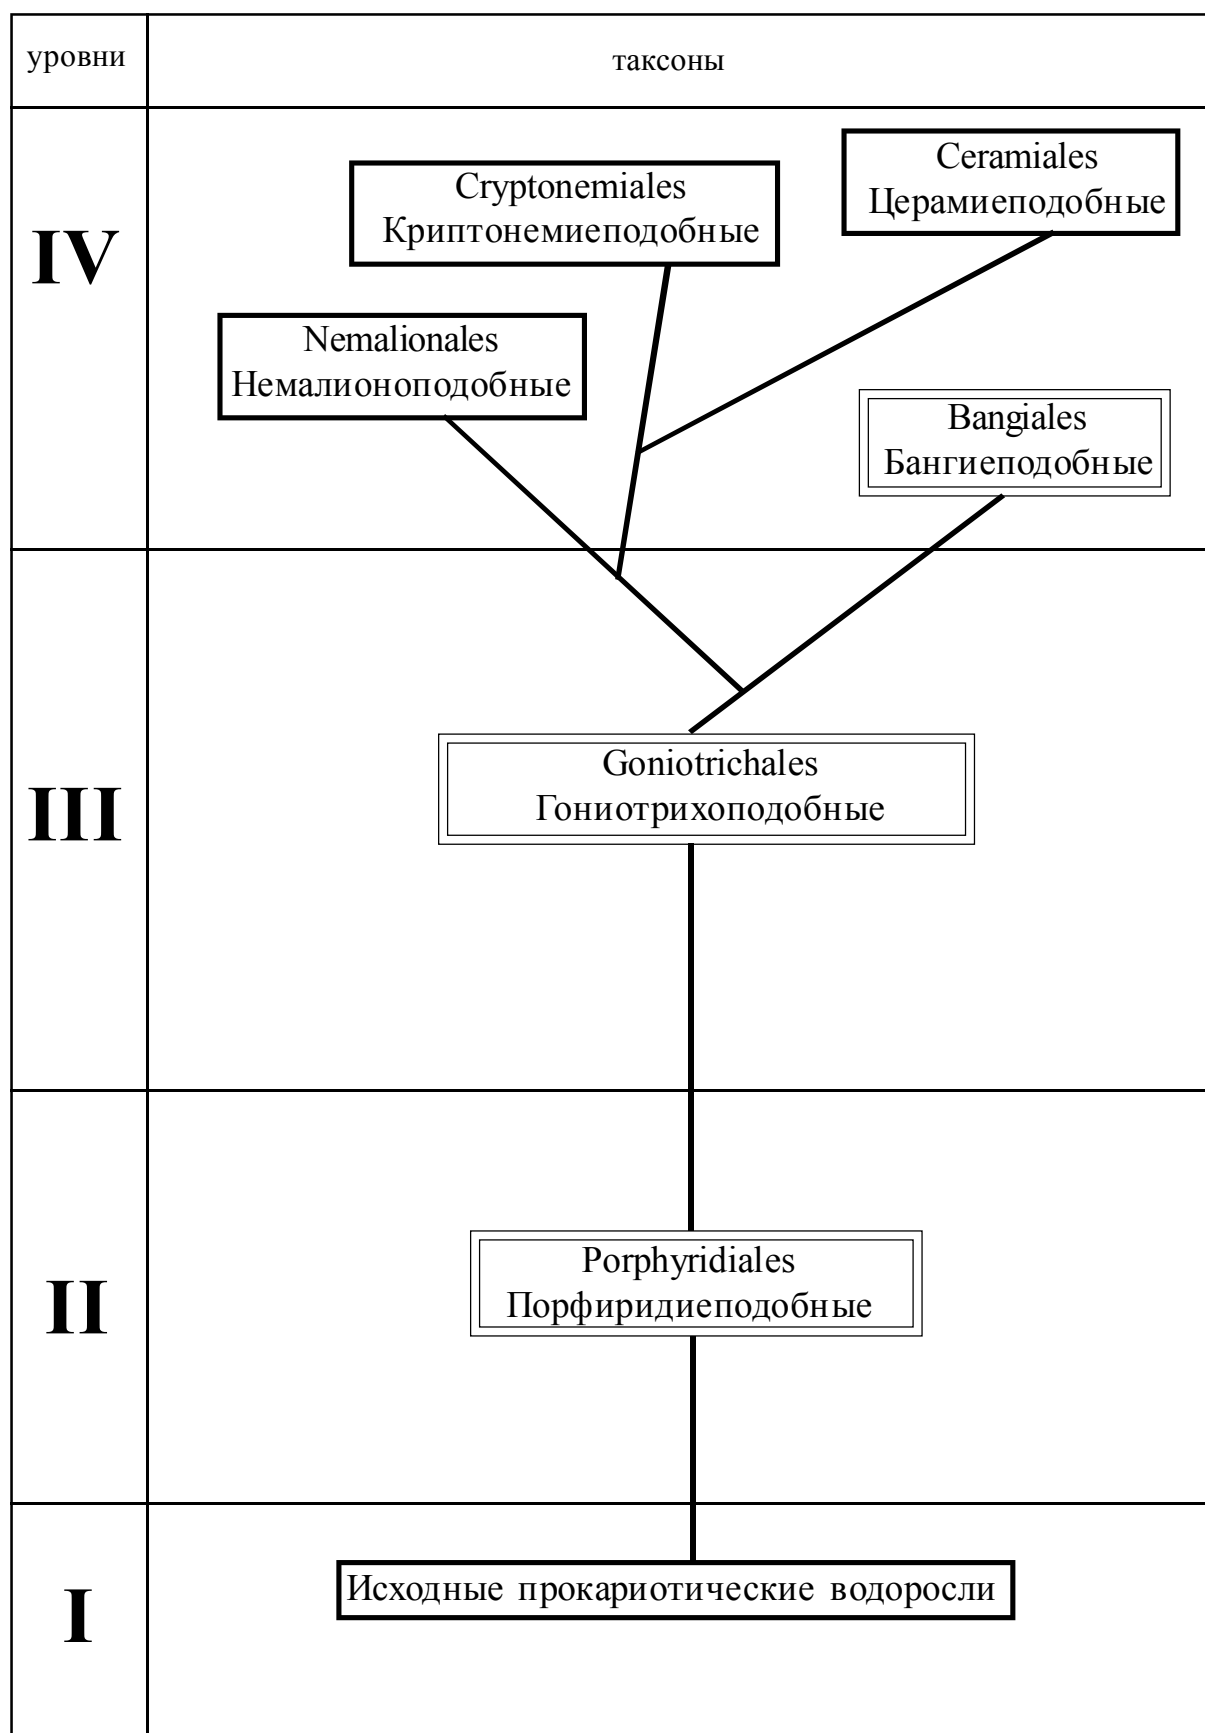 уровни
таксоны
IV
Cryptonemiales
Криптонемиеподобные
Ceramiales
Церамиеподобные
Nemalionales
Немалионоподобные
Bangiales
Бангиеподобные
III
Goniotrichales
Гониотрихоподобные
II
Porphyridiales
Порфиридиеподобные
I
Исходные прокариотические водоросли